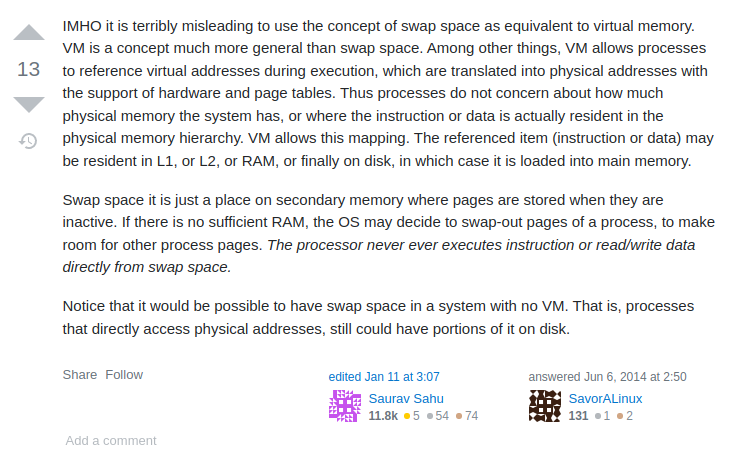 IMHO it is terribly misleading to use the concept of swap space as equivalent to virtual memory.
VM is a concept much more general than swap space. Among other things, VM allows processes
to reference virtual addresses during execution, which are translated into physical addresses with
the support of hardware and page tables. Thus processes do not concern about how much
physical memory the system has, or where the instruction or data is actually resident in the
physical memory hierarchy. VM allows this mapping. The referenced item (instruction or data) may
be resident in L1, or L2, or RAM, or finally on disk, in which case it is loaded into main memory.
13
Swap space it is just a place on secondary memory where pages are stored when they are
inactive. If there is no sufficient RAM, the OS may decide to swap-out pages of a process, to make
room for other process pages. The processor never ever executes instruction or read/write data
directly from swap space.
Notice that it would be possible to have swap space in a system with no VM. That is, processes
that directly access physical addresses, still could have portions of it on disk.
Share Follow
edited Jan 11 at 3:07
Saurav Sahu
11.8k 5 54 74
answered Jun 6, 2014 at 2:50
SavorALinux
131 1 2
Add a comment